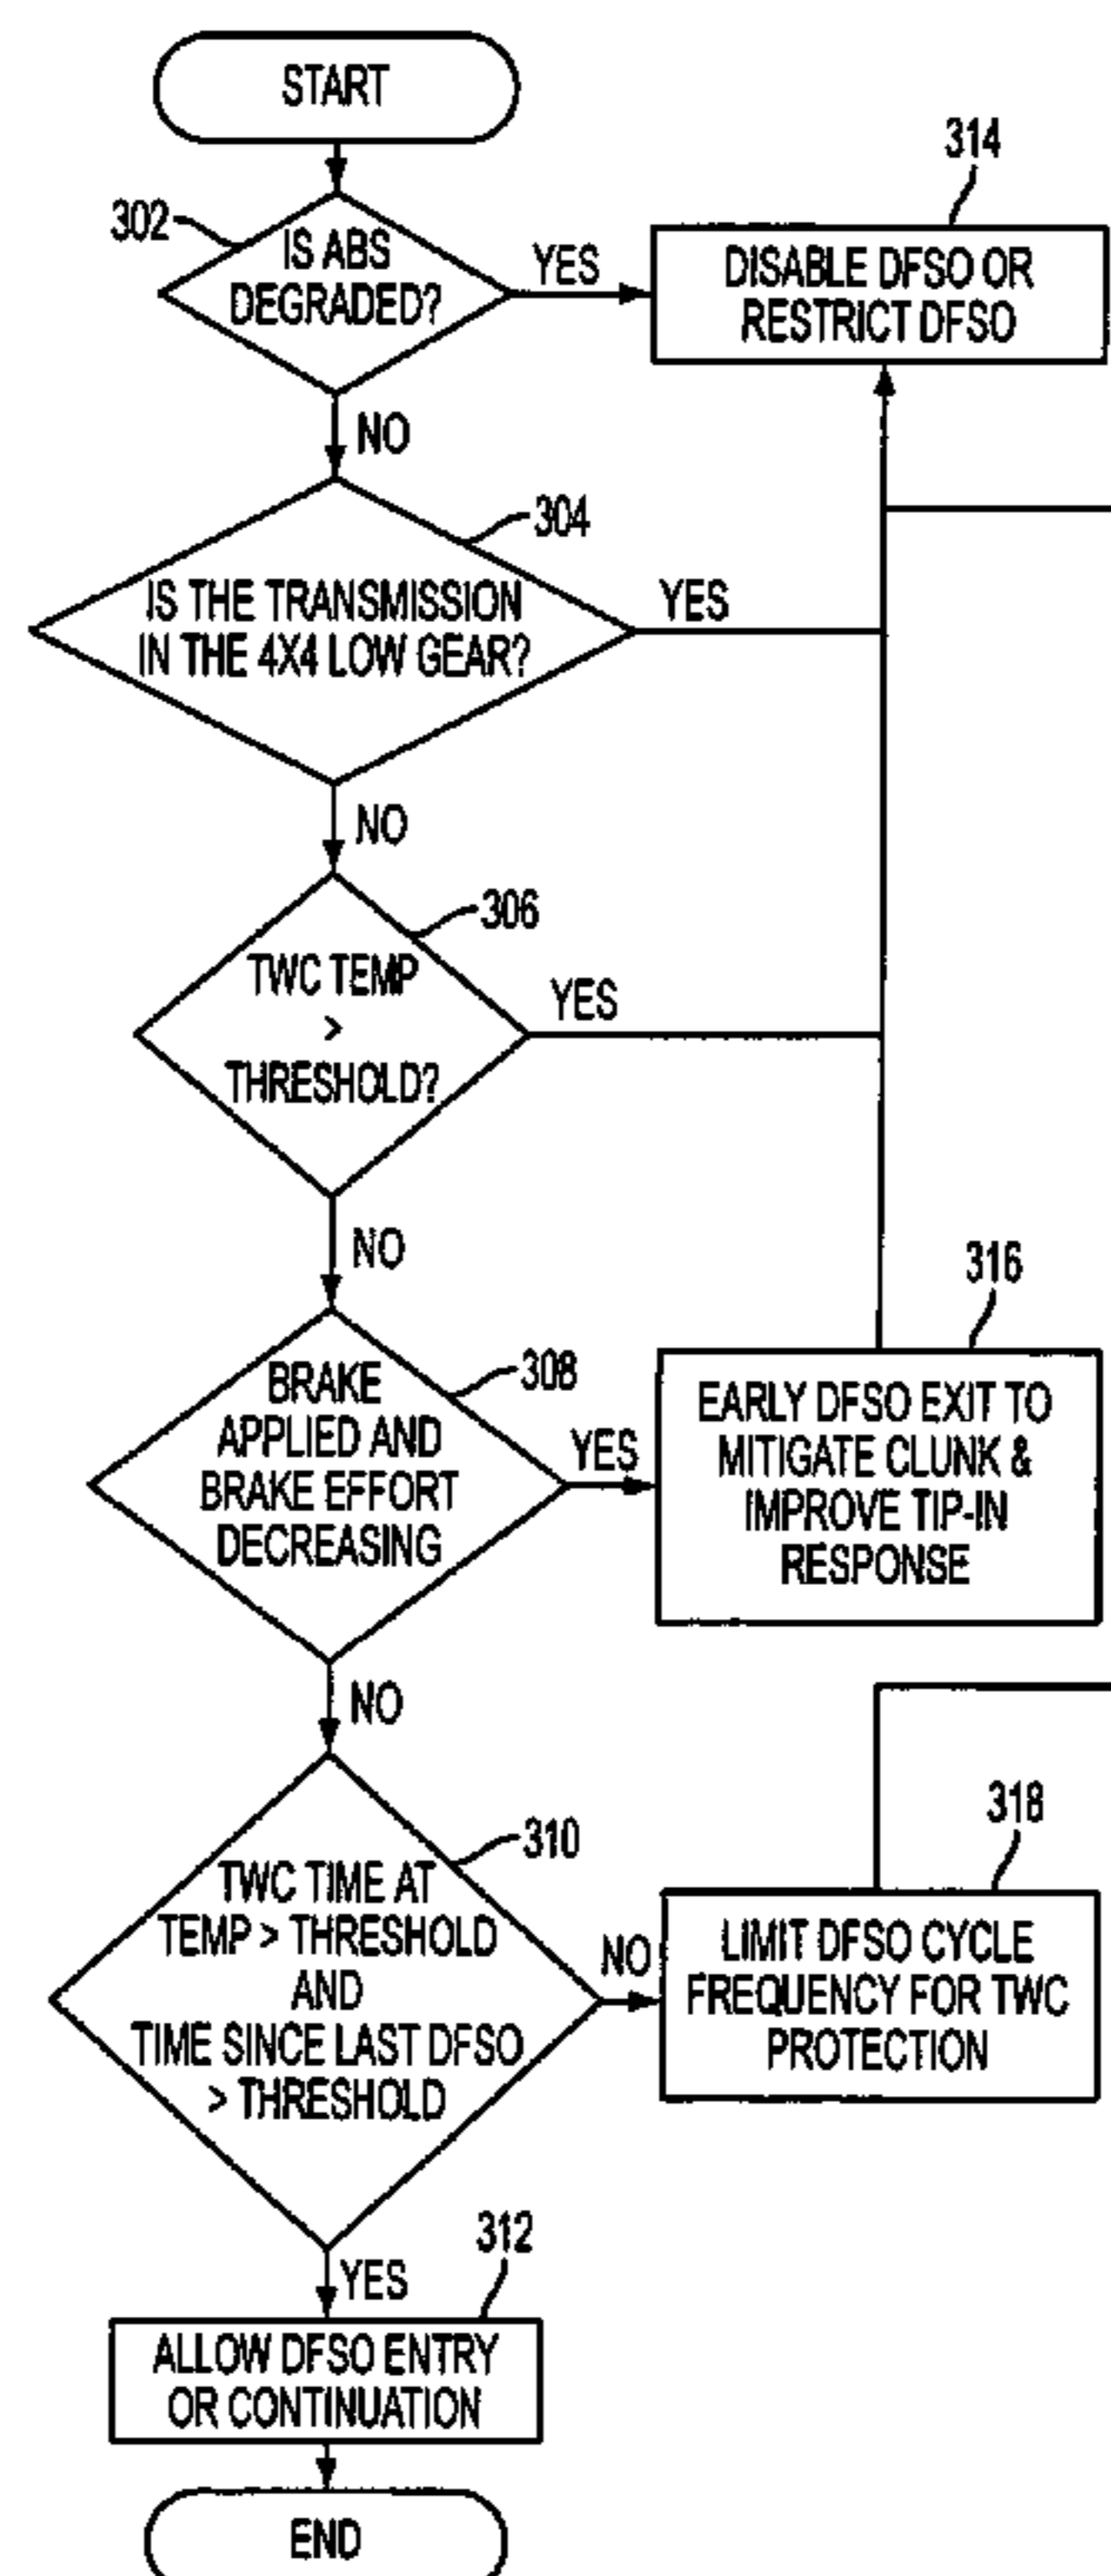 START
302
IS ABS
DEGRADED?
YES
314
DISABLE DFSO OR
RESTRICT DFSO
NO
304
IS THE TRANSMISSION
IN THE 4X4 LOW GEAR?
YES
NO
306
TWC TEMP
>
THRESHOLD?
YES
NO
308
BRAKE
APPLIED AND
BRAKE EFFORT
DECREASING
YES
316
EARLY DFSO EXIT TO
MITIGATE CLUNK &
IMPROVE TIP-IN
RESPONSE
NO
310
TWC TIME AT
TEMP > THRESHOLD
AND
TIME SINCE LAST DFSO
> THRESHOLD
NO
318
LIMIT DFSO CYCLE
FREQUENCY FOR TWC
PROTECTION
YES
312
ALLOW DFSO ENTRY
OR CONTINUATION
END